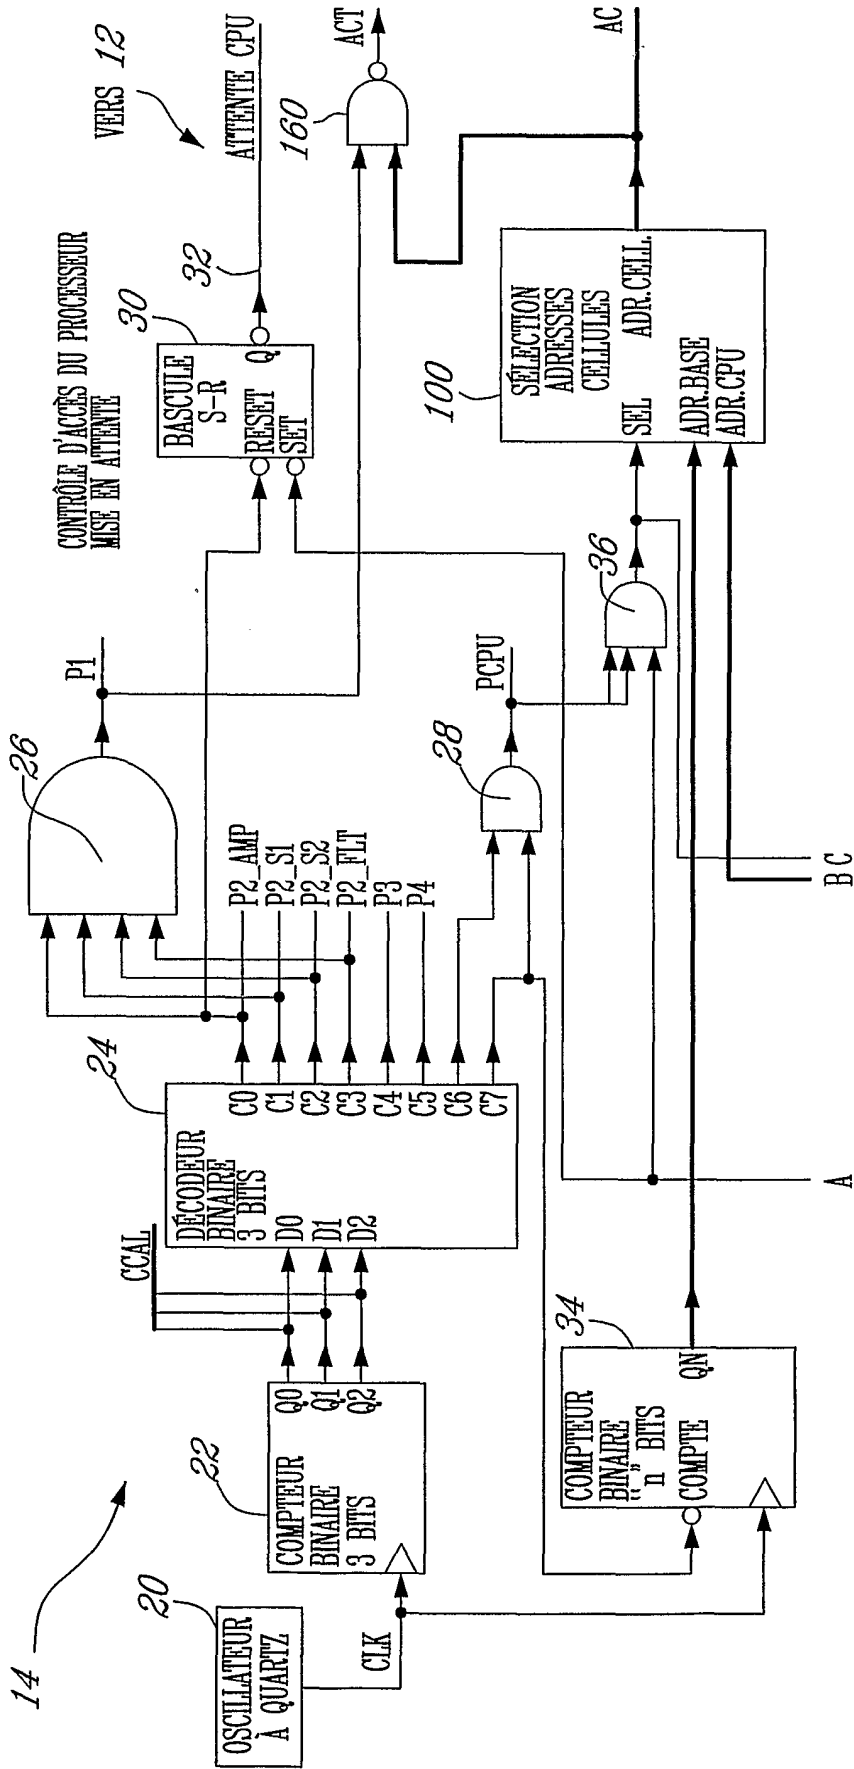 14
OSCILLATEUR
À QUARTZ
20
CLK
COMPTEUR
BINAIRE
3 BITS
22
Q0
Q1
Q2
CCAL
DÉCODEUR
BINAIRE
3 BITS
24
D0
D1
D2
C0
C1
C2
C3
C4
C5
C6
C7
P2_AMP
P2_S1
P2_S2
P2_FLT
P3
P4
26
P1
28
PCPU
CONTRÔLE D'ACCÈS DU PROCESSEUR
MISE EN ATTENTE
BASCULE
S-R
30
RESET
SET
Q
32
ATTENTE CPU
VERS 12
160
ACT
COMPTEUR
BINAIRE
"n" BITS
34
COMPTE
QN
36
SÉLECTION
ADRESSES
CELLULES
100
SEL
ADR.BASE
ADR.CPU
ADR.CELL.
AC
A
B C